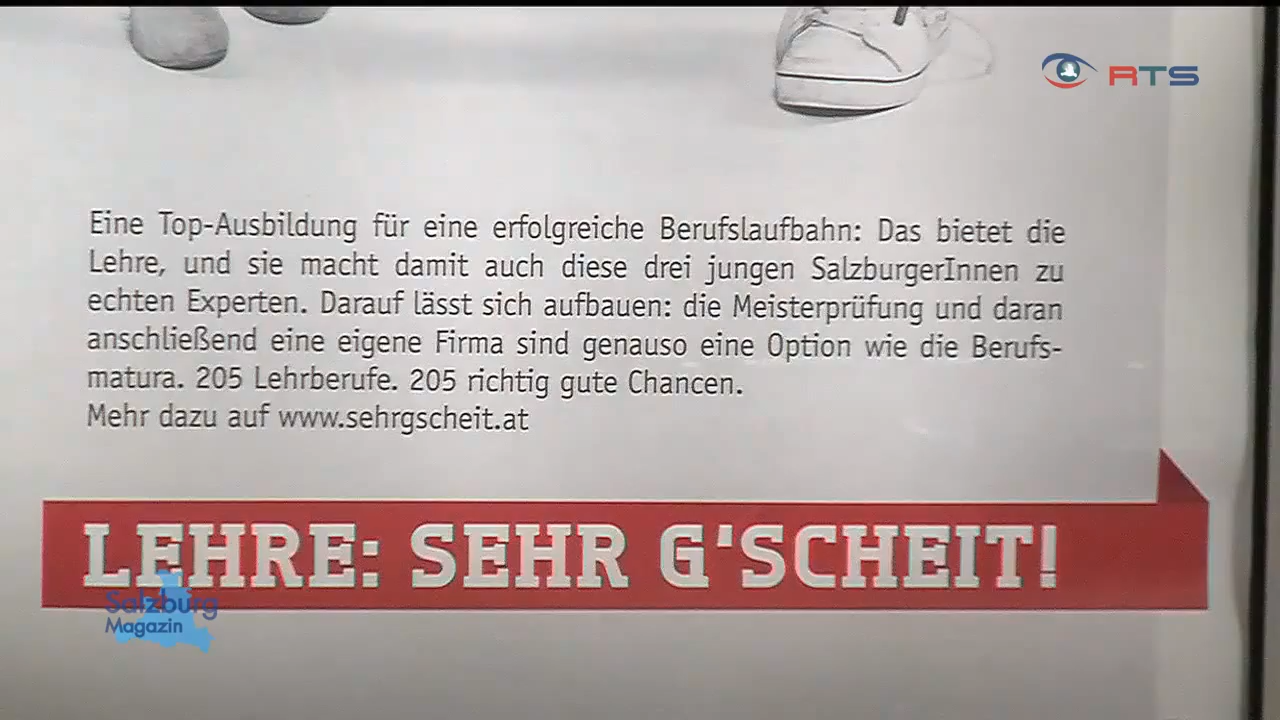 RTS
Eine Top-Ausbildung für eine erfolgreiche Berufslaufbahn: Das bietet die
Lehre, und sie macht damit auch diese drei jungen SalzburgerInnen zu
echten Experten. Darauf lässt sich aufbauen: die Meisterprüfung und daran
anschließend eine eigene Firma sind genauso eine Option wie die Berufs-
matura. 205 Lehrberufe. 205 richtig gute Chancen.
Mehr dazu auf www.sehrgscheit.at
LEHRE: SEHR G'SCHEIT!
Salzburg
Magazin